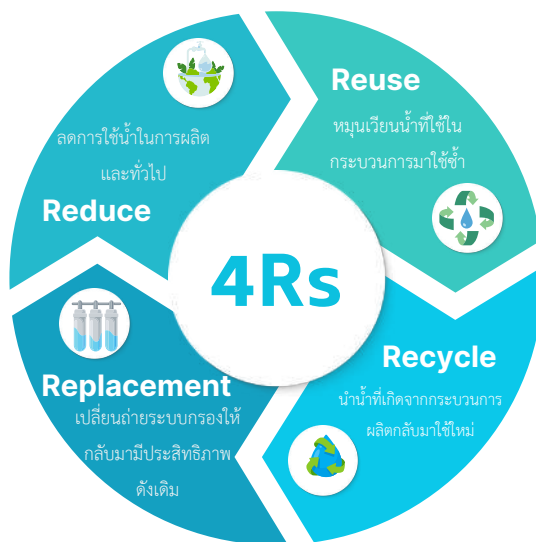 ลดการใช้น้ำในการผลิต
และทั่วไป
Reduce
Reuse
หมุนเวียนน้ำที่ใช้ใน
กระบวนการมาใช้ซ้ำ
4Rs
Recycle
นำน้ำที่เกิดจากกระบวนการ
ผลิตกลับมาใช้ใหม่
Replacement
เปลี่ยนถ่ายระบบกรองให้
กลับมามีประสิทธิภาพ
ดังเดิม